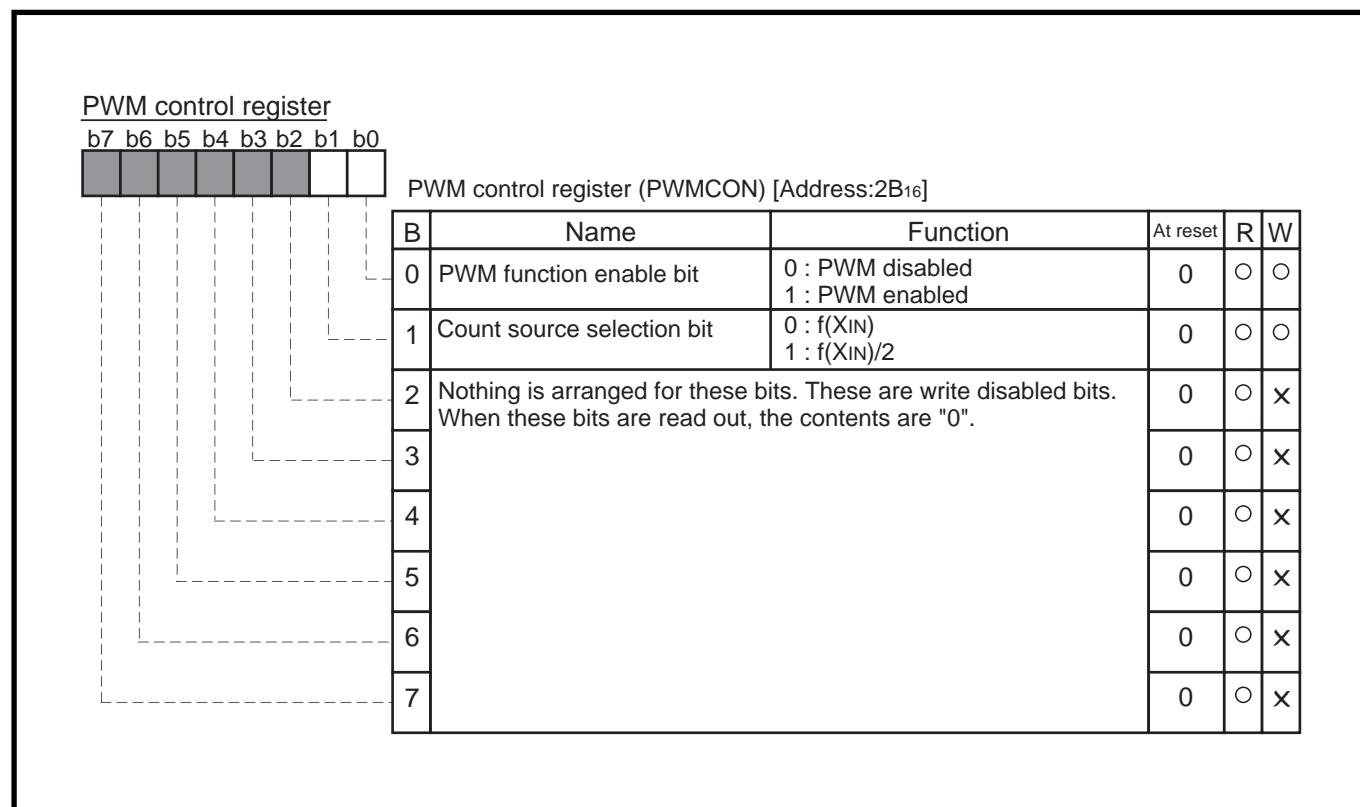 PWM control register
b7 b6 b5 b4 b3 b2 b1 b0
PWM control register (PWMCON) [Address:2B16]
B Name Function At reset R W
0 PWM function enable bit 0 : PWM disabled 0 ○ ○
1 : PWM enabled
1 Count source selection bit 0 : f(XIN) 0 ○ ○
1 : f(XIN)/2
2 Nothing is arranged for these bits. These are write disabled bits. 0 ○ ×
When these bits are read out, the contents are "0".
3 0 ○ ×
4 0 ○ ×
5 0 ○ ×
6 0 ○ ×
7 0 ○ ×